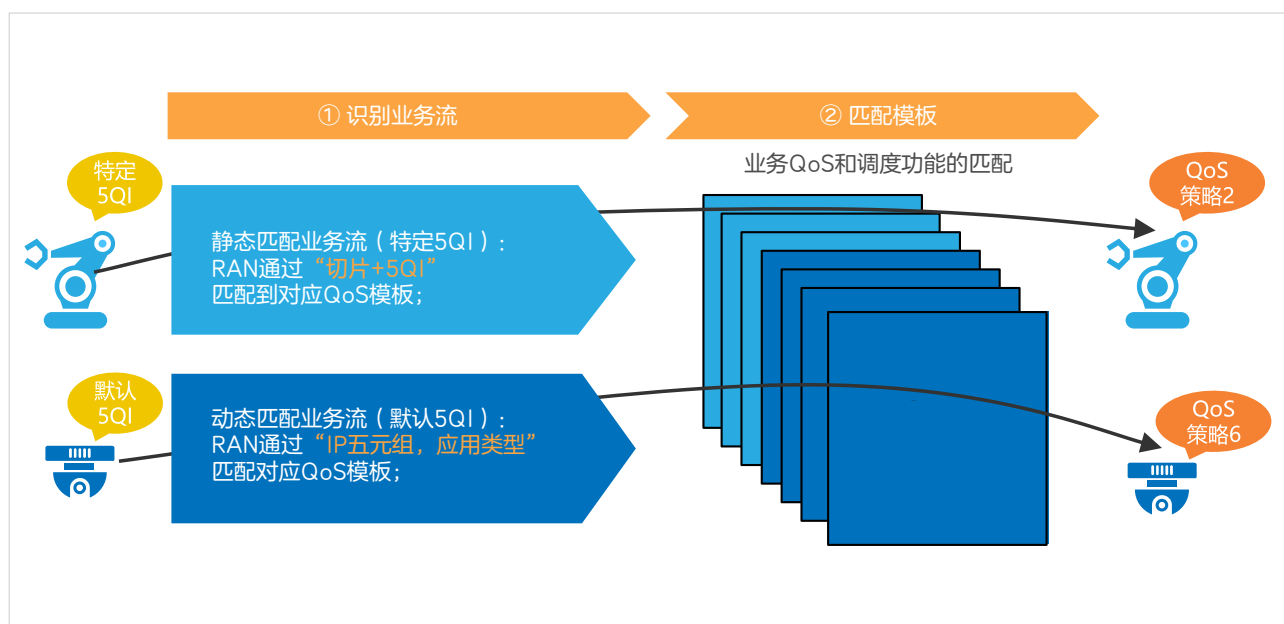 ① 识别业务流
② 匹配模板
业务QoS和调度功能的匹配
特定
5QI
QoS
策略2
静态匹配业务流（特定5QI）:
RAN通过“切片+5QI”
匹配到对应QoS模板;
默认
5QI
QoS
策略6
动态匹配业务流（默认5QI）:
RAN通过“IP五元组，应用类型”
匹配对应QoS模板;